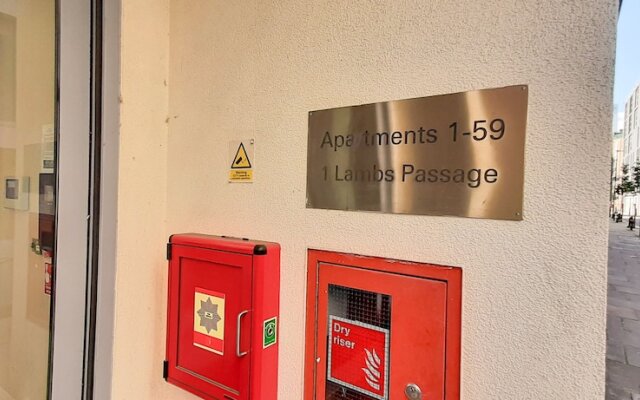 Apartments 1-59
1 Lambs Passage
Dry
riser